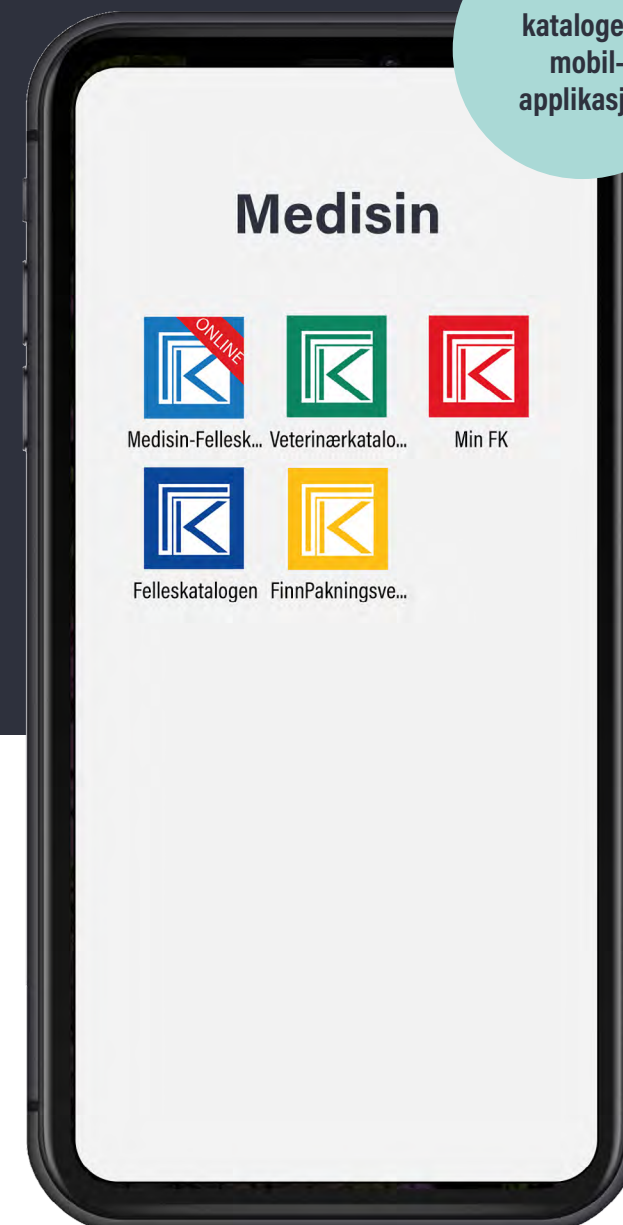 kataloge
mobil-
applikasj
Medisin
ONLINE
Medisin-Fellesk... Veterinærkatalo... Min FK
Felleskatalogen FinnPakningsve...